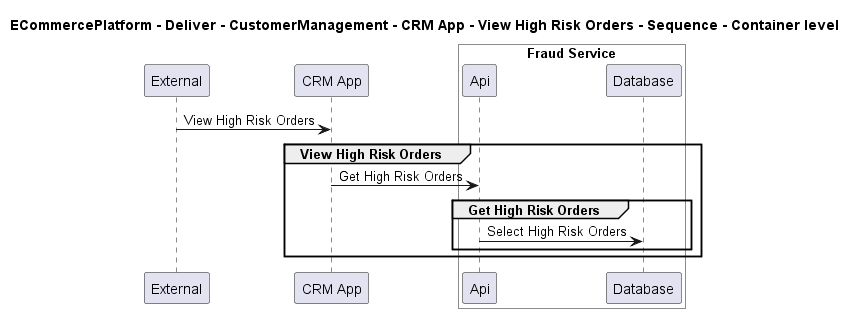 ECommercePlatform - Deliver - CustomerManagement - CRM App - View High Risk Orders - Sequence - Container level
Fraud Service
External
CRM App
Api
Database
View High Risk Orders
View High Risk Orders
Get High Risk Orders
Get High Risk Orders
Select High Risk Orders
External
CRM App
Api
Database